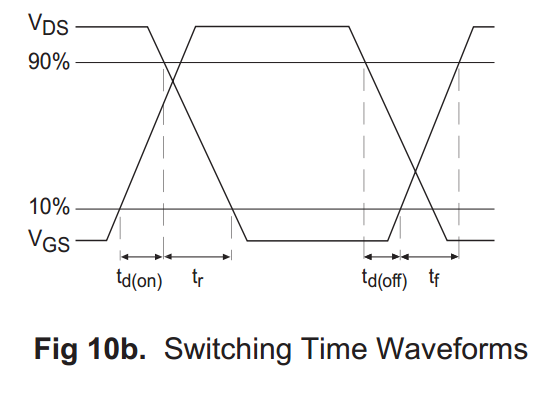 VDS
90%
10%
VGS
td(on) tr td(off) tf
Fig 10b. Switching Time Waveforms